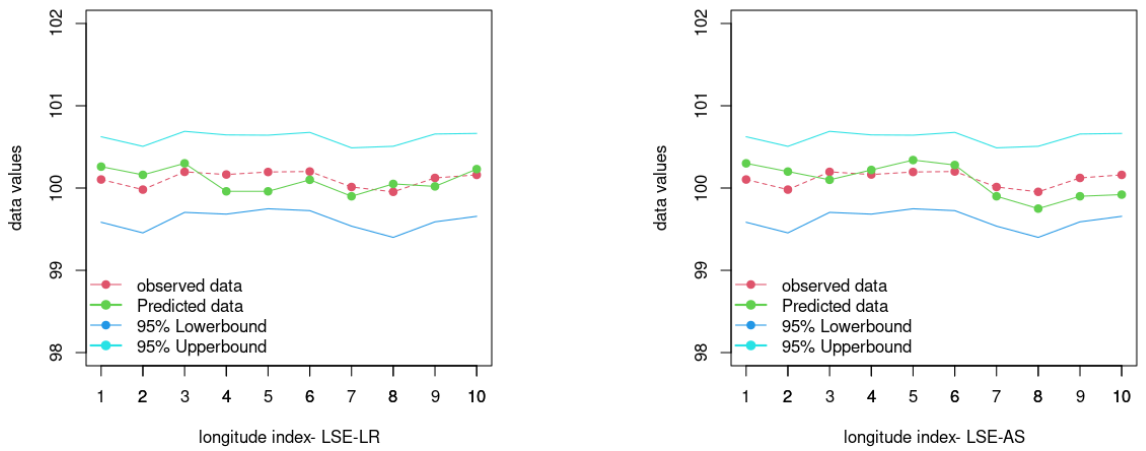 102
101
100
99
98
data values
observed data
Predicted data
95% Lowerbound
95% Upperbound
1 2 3 4 5 6 7 8 9 10
longitude index- LSE-LR
102
101
100
99
98
data values
observed data
Predicted data
95% Lowerbound
95% Upperbound
1 2 3 4 5 6 7 8 9 10
longitude index- LSE-AS